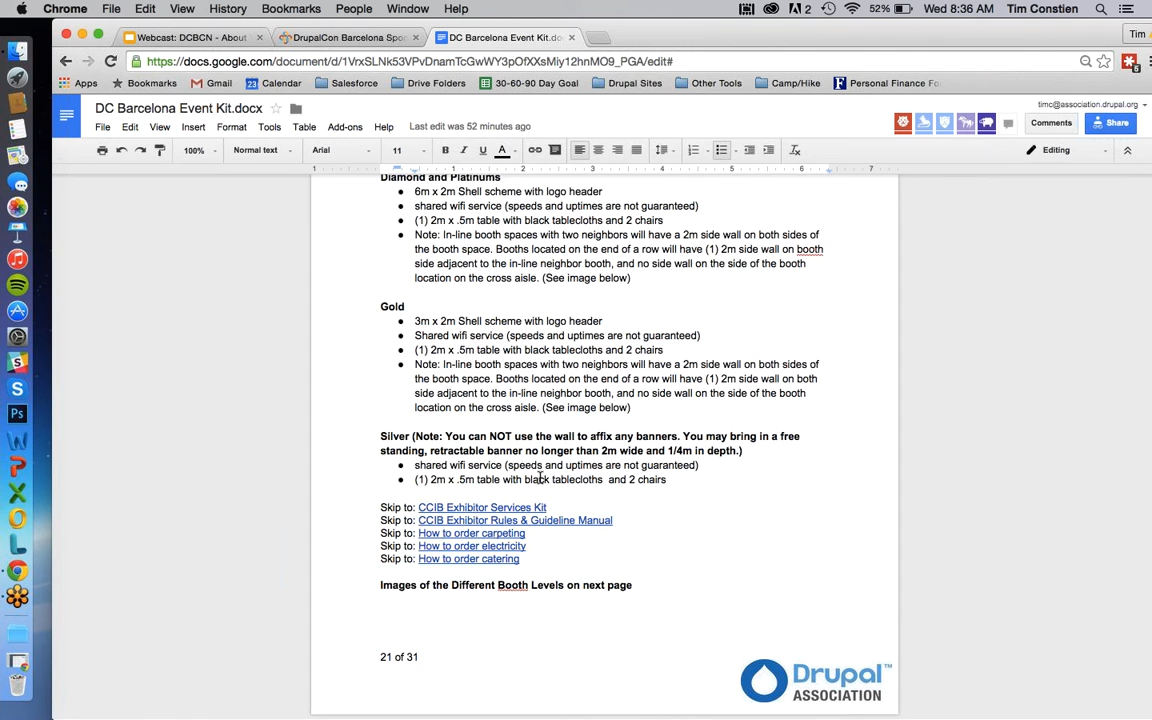 Chrome File Edit View History Bookmarks People Window Help
2 52% Wed 8:36 AM Tim Constien
Webcast: DCBCN - About
DrupalCon Barcelona Spo
DC Barcelona Event Kit.do
Tim
https://docs.google.com/document/d/1VrxSLNk53VPvDnamTcGwWY3pOfXXsMiy12hnMO9_PGA/edit#
Apps Bookmarks Gmail 23 Calendar Salesforce Drive Folders 30-60-90 Day Goal Drupal Sites Other Tools Camp/Hike Personal Finance Fo
DC Barcelona Event Kit.docx
timc@association.drupal.org
File Edit View Insert Format Tools Table Add-ons Help Last edit was 52 minutes ago
Comments Share
100% Normal text Arial 11 B I U A Editing
1 1 2 3 4 5 6 7
Diamond and Platinums
● 6m x 2m Shell scheme with logo header
● shared wifi service (speeds and uptimes are not guaranteed)
● (1) 2m x .5m table with black tablecloths and 2 chairs
● Note: In-line booth spaces with two neighbors will have a 2m side wall on both sides of
the booth space. Booths located on the end of a row will have (1) 2m side wall on booth
side adjacent to the in-line neighbor booth, and no side wall on the side of the booth
location on the cross aisle. (See image below)
Gold
● 3m x 2m Shell scheme with logo header
● Shared wifi service (speeds and uptimes are not guaranteed)
● (1) 2m x .5m table with black tablecloths and 2 chairs
● Note: In-line booth spaces with two neighbors will have a 2m side wall on both sides of
the booth space. Booths located on the end of a row will have (1) 2m side wall on both
side adjacent to the in-line neighbor booth, and no side wall on the side of the booth
location on the cross aisle. (See image below)
Silver (Note: You can NOT use the wall to affix any banners. You may bring in a free
standing, retractable banner no longer than 2m wide and 1/4m in depth.)
● shared wifi service (speeds and uptimes are not guaranteed)
● (1) 2m x .5m table with black tablecloths and 2 chairs
Skip to: CCIB Exhibitor Services Kit
Skip to: CCIB Exhibitor Rules & Guideline Manual
Skip to: How to order carpeting
Skip to: How to order electricity
Skip to: How to order catering
Images of the Different Booth Levels on next page
21 of 31
Drupal™
ASSOCIATION